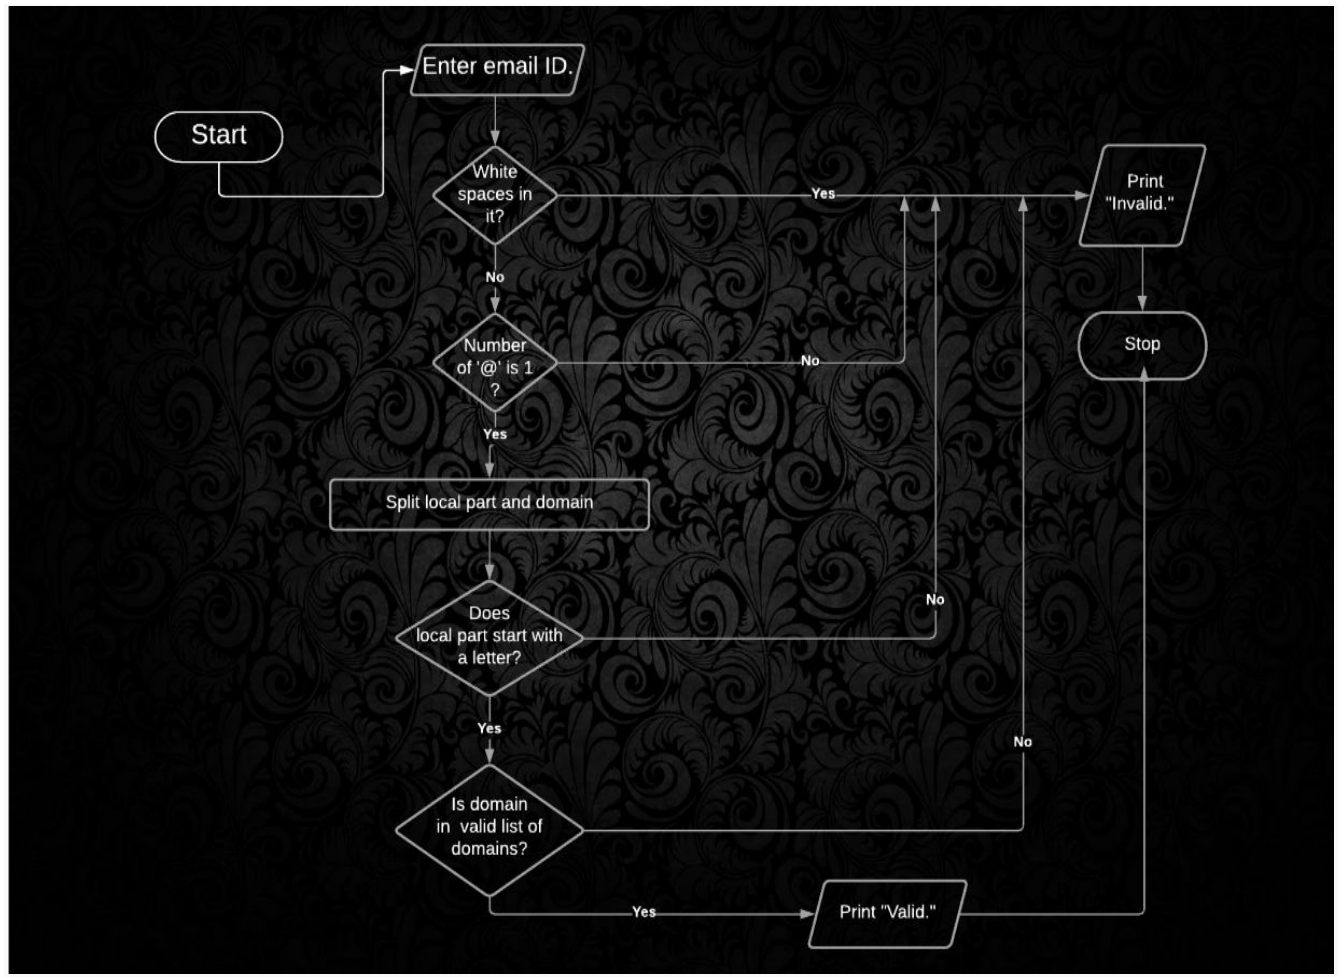 Enter email ID.
Start
White
spaces in
it?
Yes
Print
"Invalid."
No
Number
of '@' is 1
?
No
Stop
Yes
Split local part and domain
Does
local part start with
a letter?
No
Yes
No
Is domain
in  valid list of
domains?
Yes
Print "Valid."